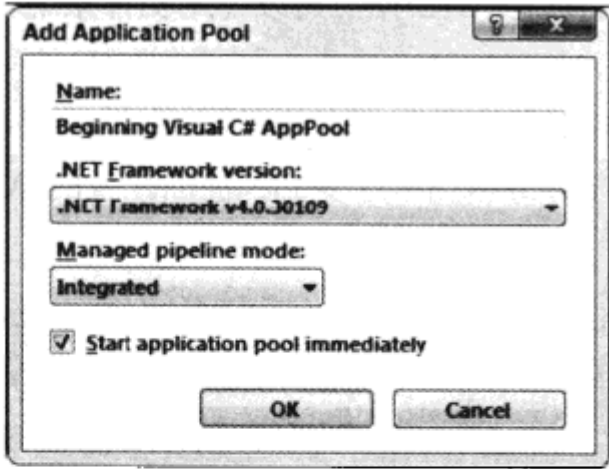 Add Application Pool
Name:
Beginning Visual C# AppPool
.NET Framework version:
.NET Framework v4.0.30109
Managed pipeline mode:
Integrated
Start application pool immediately
OK
Cancel